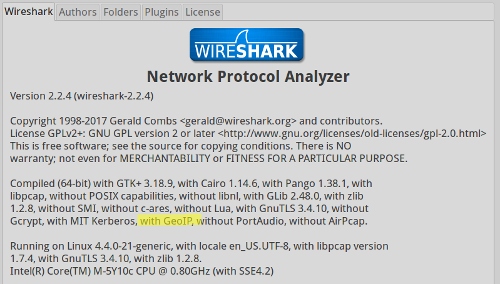 Wireshark Authors Folders Plugins License
WIRESHARK
Network Protocol Analyzer
Version 2.2.4 (wireshark-2.2.4)
Copyright 1998-2017 Gerald Combs <gerald@wireshark.org> and contributors.
License GPLv2+: GNU GPL version 2 or later <http://www.gnu.org/licenses/old-licenses/gpl-2.0.html>
This is free software; see the source for copying conditions. There is NO
warranty; not even for MERCHANTABILITY or FITNESS FOR A PARTICULAR PURPOSE.
Compiled (64-bit) with GTK+ 3.18.9, with Cairo 1.14.6, with Pango 1.38.1, with
libpcap, without POSIX capabilities, without libnl, with GLib 2.48.0, with zlib
1.2.8, without SMI, without c-ares, without Lua, with GnuTLS 3.4.10, without
Gcrypt, with MIT Kerberos, with GeoIP, without PortAudio, without AirPcap.
Running on Linux 4.4.0-21-generic, with locale en_US.UTF-8, with libpcap version
1.7.4, with GnuTLS 3.4.10, with zlib 1.2.8.
Intel(R) Core(TM) M-5Y10c CPU @ 0.80GHz (with SSE4.2)